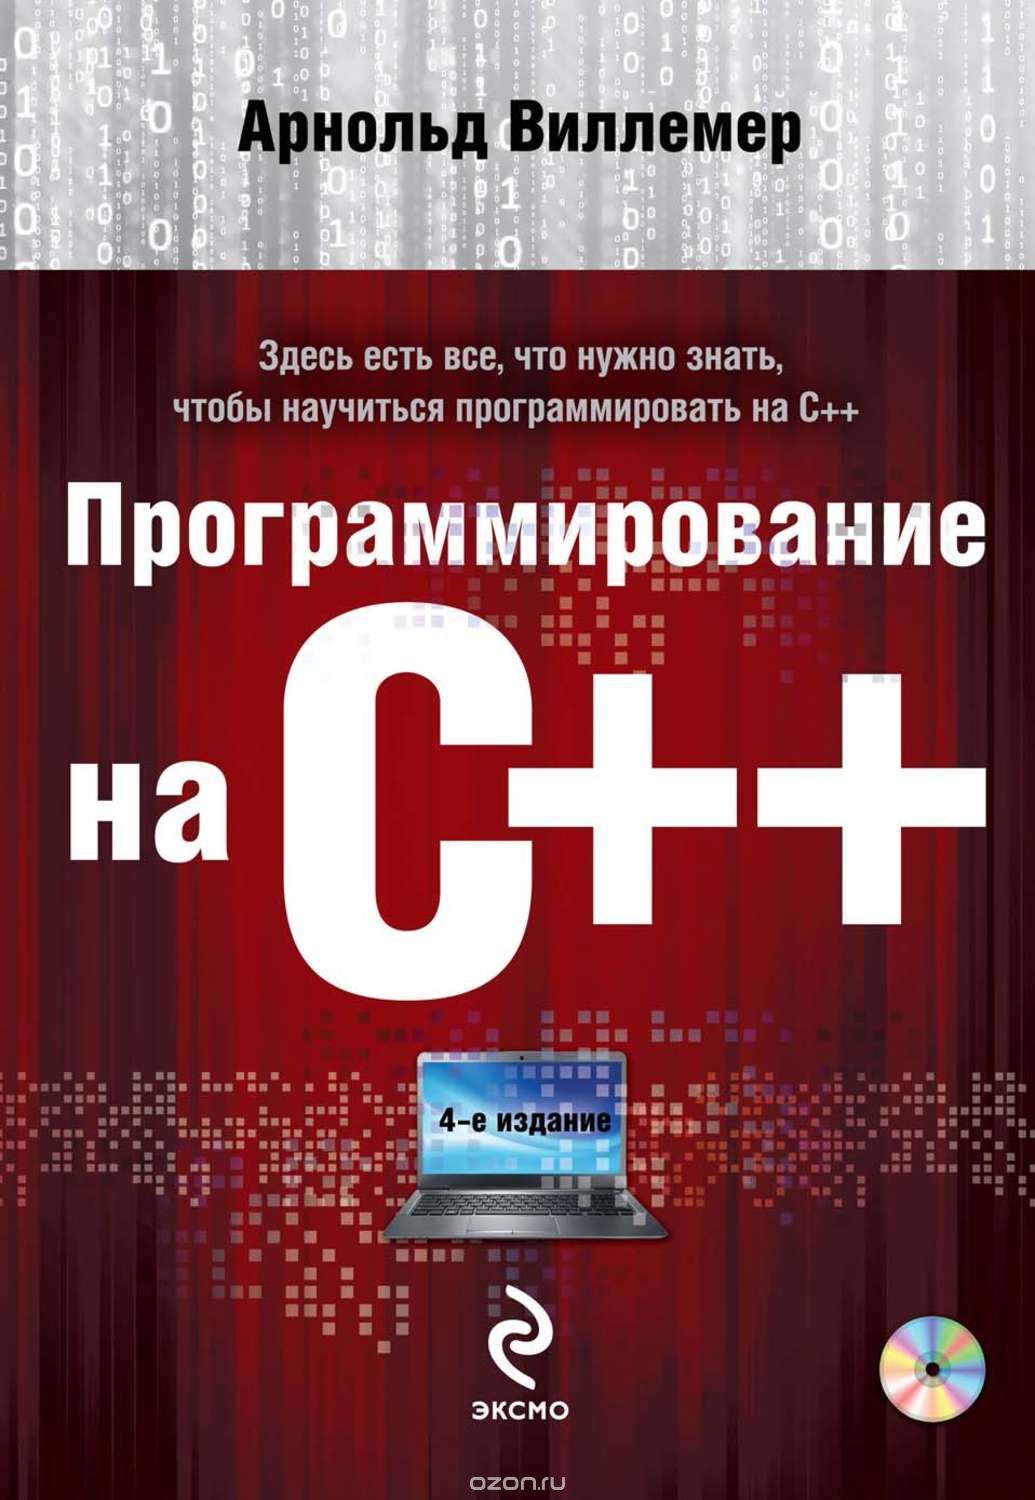 Арнольд Виллемер
Здесь есть все, что нужно знать,
чтобы научиться программировать на C++
Программирование
на C++
4-е издание
ЭКСМО
ozon.ru